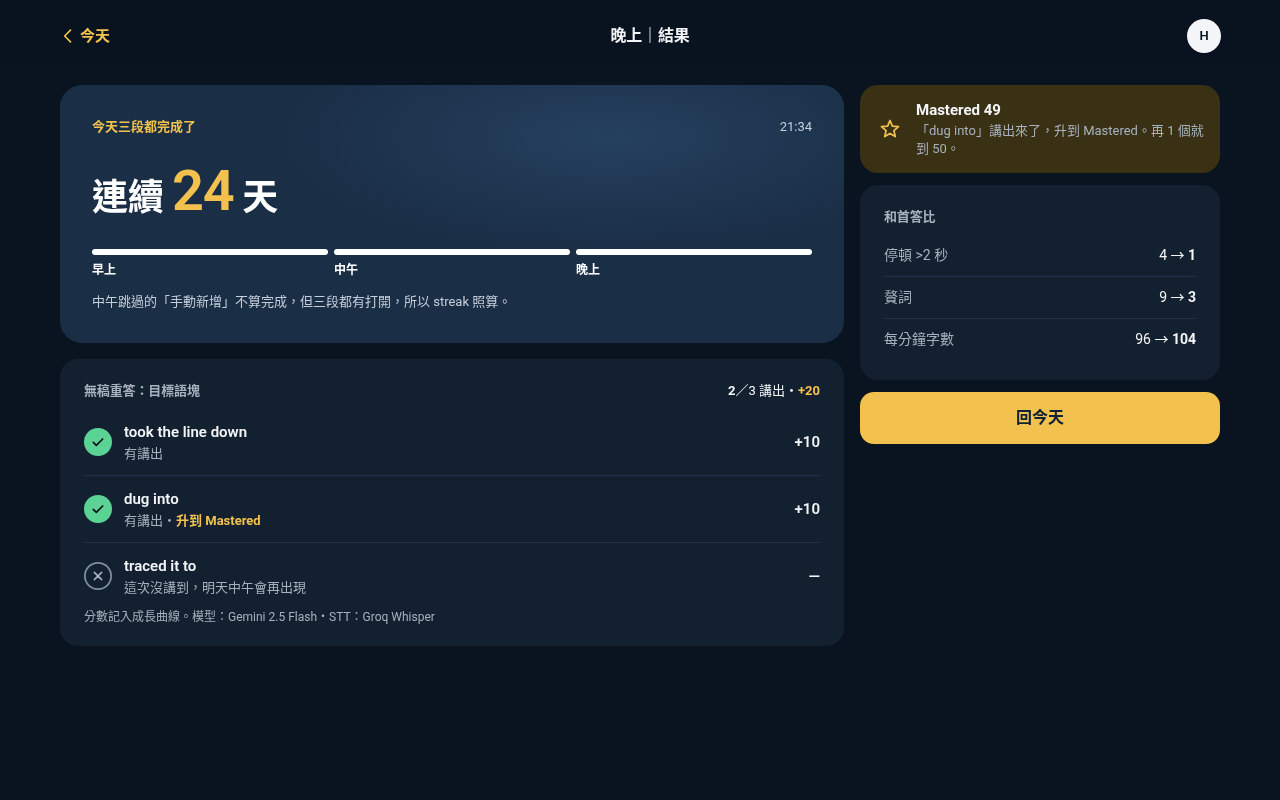 今天
晚上｜結果
H
今天三段都完成了
21:34
連續 24 天
早上
中午
晚上
中午跳過的「手動新增」不算完成，但三段都有打開，所以 streak 照算。
無稿重答：目標語塊
2／3 講出・+20
took the line down
有講出
+10
dug into
有講出・升到 Mastered
+10
traced it to
這次沒講到，明天中午會再出現
–
分數記入成長曲線。模型：Gemini 2.5 Flash・STT：Groq Whisper
Mastered 49
「dug into」講出來了，升到 Mastered。再 1 個就
到 50。
和首答比
停頓 >2 秒
4 → 1
贅詞
9 → 3
每分鐘字數
96 → 104
回今天